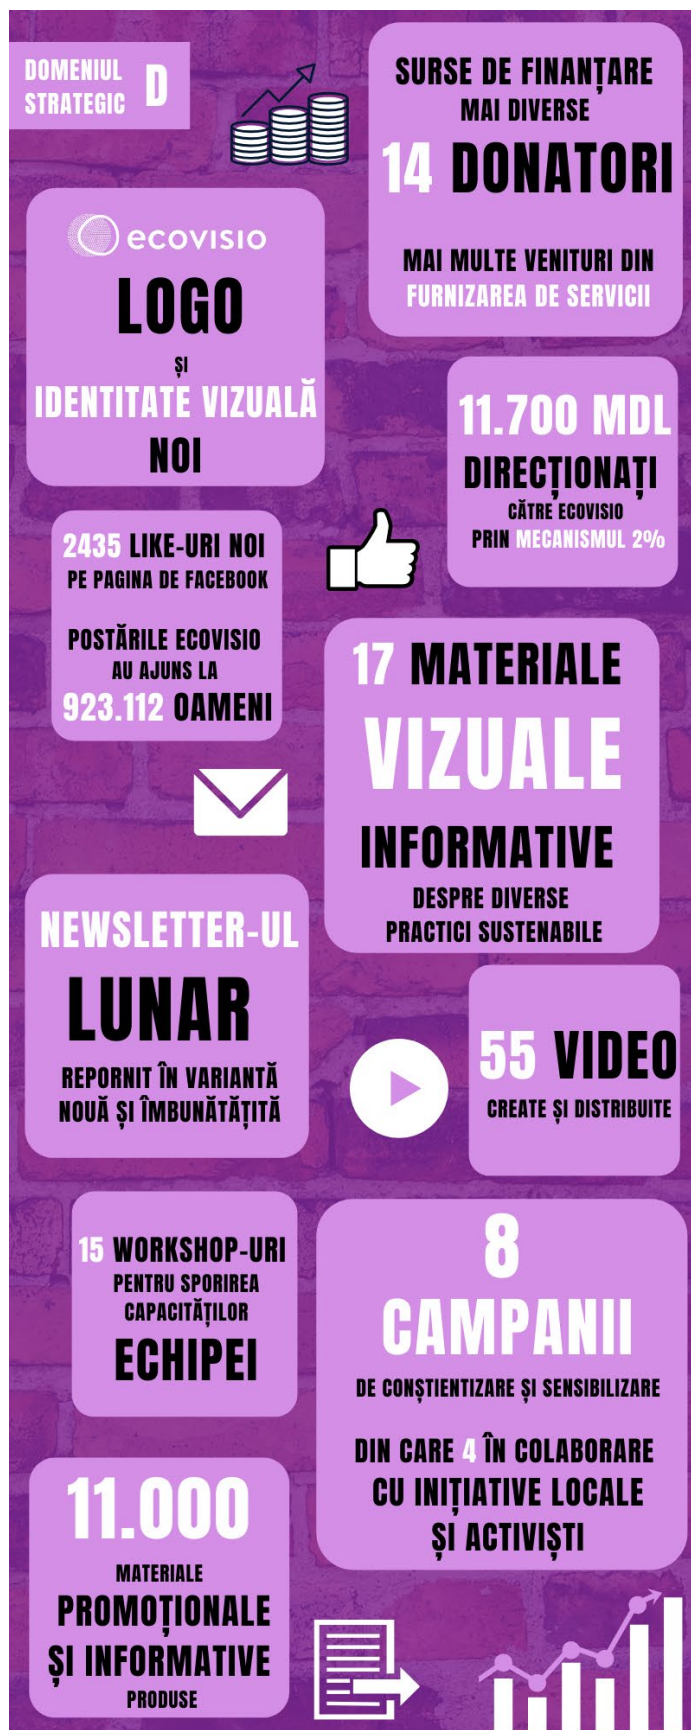 DOMENIUL
STRATEGIC D
SURSE DE FINANȚARE
MAI DIVERSE
14 DONATORI
MAI MULTE VENITURI DIN
FURNIZAREA DE SERVICII
ecovisio
LOGO
ȘI
IDENTITATE VIZUALĂ
NOI
11.700 MDL
DIRECȚIONAȚI
CĂTRE ECOVISIO
PRIN MECANISMUL 2%
2435 LIKE-URI NOI
PE PAGINA DE FACEBOOK
POSTĂRILE ECOVISIO
AU AJUNS LA
923.112 OAMENI
17 MATERIALE
VIZUALE
INFORMATIVE
DESPRE DIVERSE
PRACTICI SUSTENABILE
NEWSLETTER-UL
LUNAR
REPORNIT ÎN VARIANTĂ
NOUĂ ȘI ÎMBUNĂTĂȚITĂ
55 VIDEO
CREATE ȘI DISTRIBUITE
15 WORKSHOP-URI
PENTRU SPORIREA
CAPACITĂȚILOR
ECHIPEI
8
CAMPANII
DE CONȘTIENTIZARE ȘI SENSIBILIZARE
DIN CARE 4 ÎN COLABORARE
CU INIȚIATIVE LOCALE
ȘI ACTIVIȘTI
11.000
MATERIALE
PROMOȚIONALE
ȘI INFORMATIVE
PRODUSE